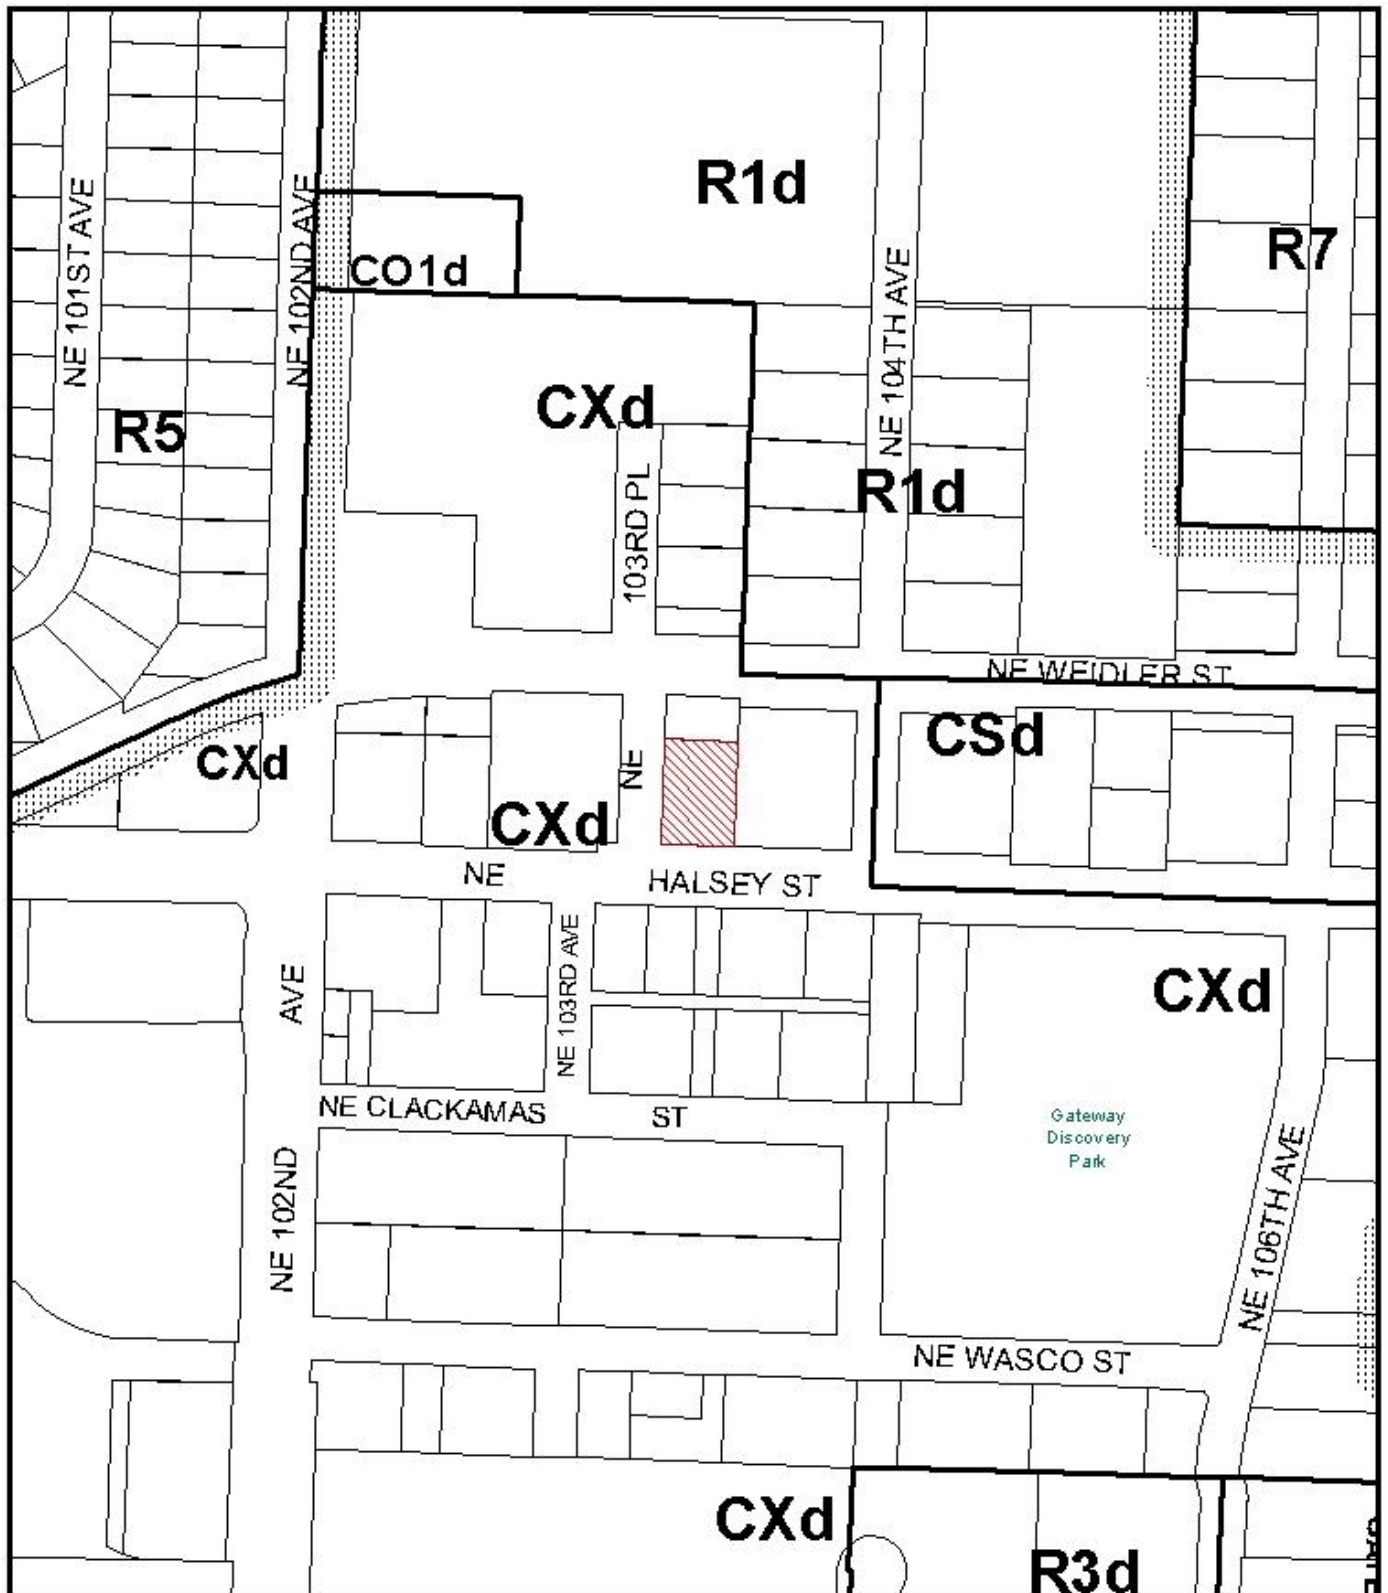 R1d
NE 101ST AVE
NE 102ND AVE
CO1d
R7
NE 104TH AVE
CXd
R5
R1d
103RD PL
NE WEIDLER ST
CSd
CXd
NE
CXd
NE
HALSEY ST
AVE
NE 103RD AVE
CXd
NE CLACKAMAS
ST
Gateway
Discovery
Park
NE 102ND
NE 106TH AVE
NE WASCO ST
CXd
R3d